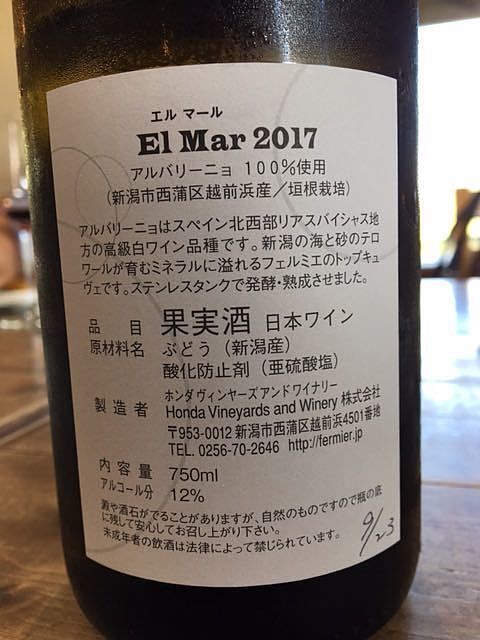 エル マール
El Mar 2017
アルバリーニョ 100%使用
(新潟市西蒲区越前浜産/垣根栽培)
アルバリーニョはスペイン北西部リアスバイシャス地
方の高級白ワイン品種です。新潟の海と砂のテロ
ワールが育むミネラルに溢れるフェルミエのトップキュ
ヴェです。ステンレスタンクで発酵・熟成させました。
品目 果実酒 日本ワイン
原材料名 ぶどう(新潟産)
酸化防止剤(亜硫酸塩)
ホンダヴィンヤーズアンドワイナリー
製造者 Honda Vineyards and Winery 株式会社
〒953-0012 新潟市西蒲区越前浜4501番地
TEL. 0256-70-2646 http://fermier.jp
内容量 750ml
アルコール分 12%
澱や酒石がでることがありますが、自然のものですので瓶の底
に残して安心してお召し上がり下さい。
未成年者の飲酒は法律によって禁じられています。
9/23